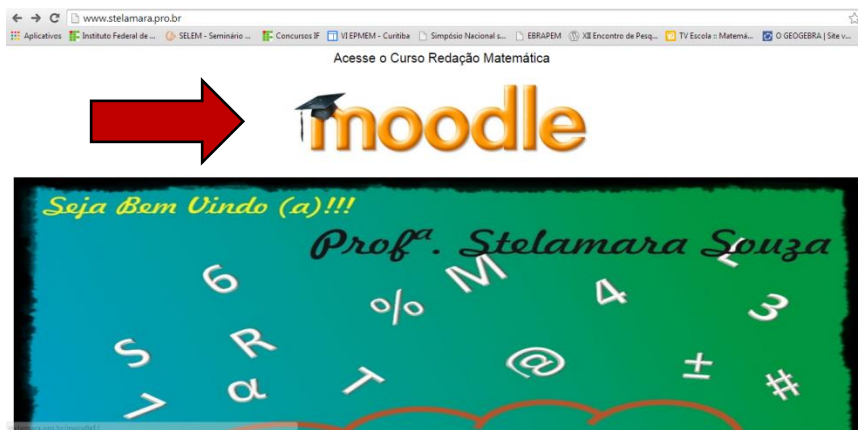 www.stelamara.pro.br
Aplicativos Instituto Federal de ... SELEM - Seminário ... Concursos IF VI EPMEM - Curitiba Simpósio Nacional s... EBRAPEM XII Encontro de Pesq... TV Escola :: Matemá... O GEOGEBRA | Site v...
Acesse o Curso Redação Matemática
moodle
Seja Bem Vindo (a)!!!
Profª. Stelamara Souza
6 % M 4 L 3
S R T @ ± #
α